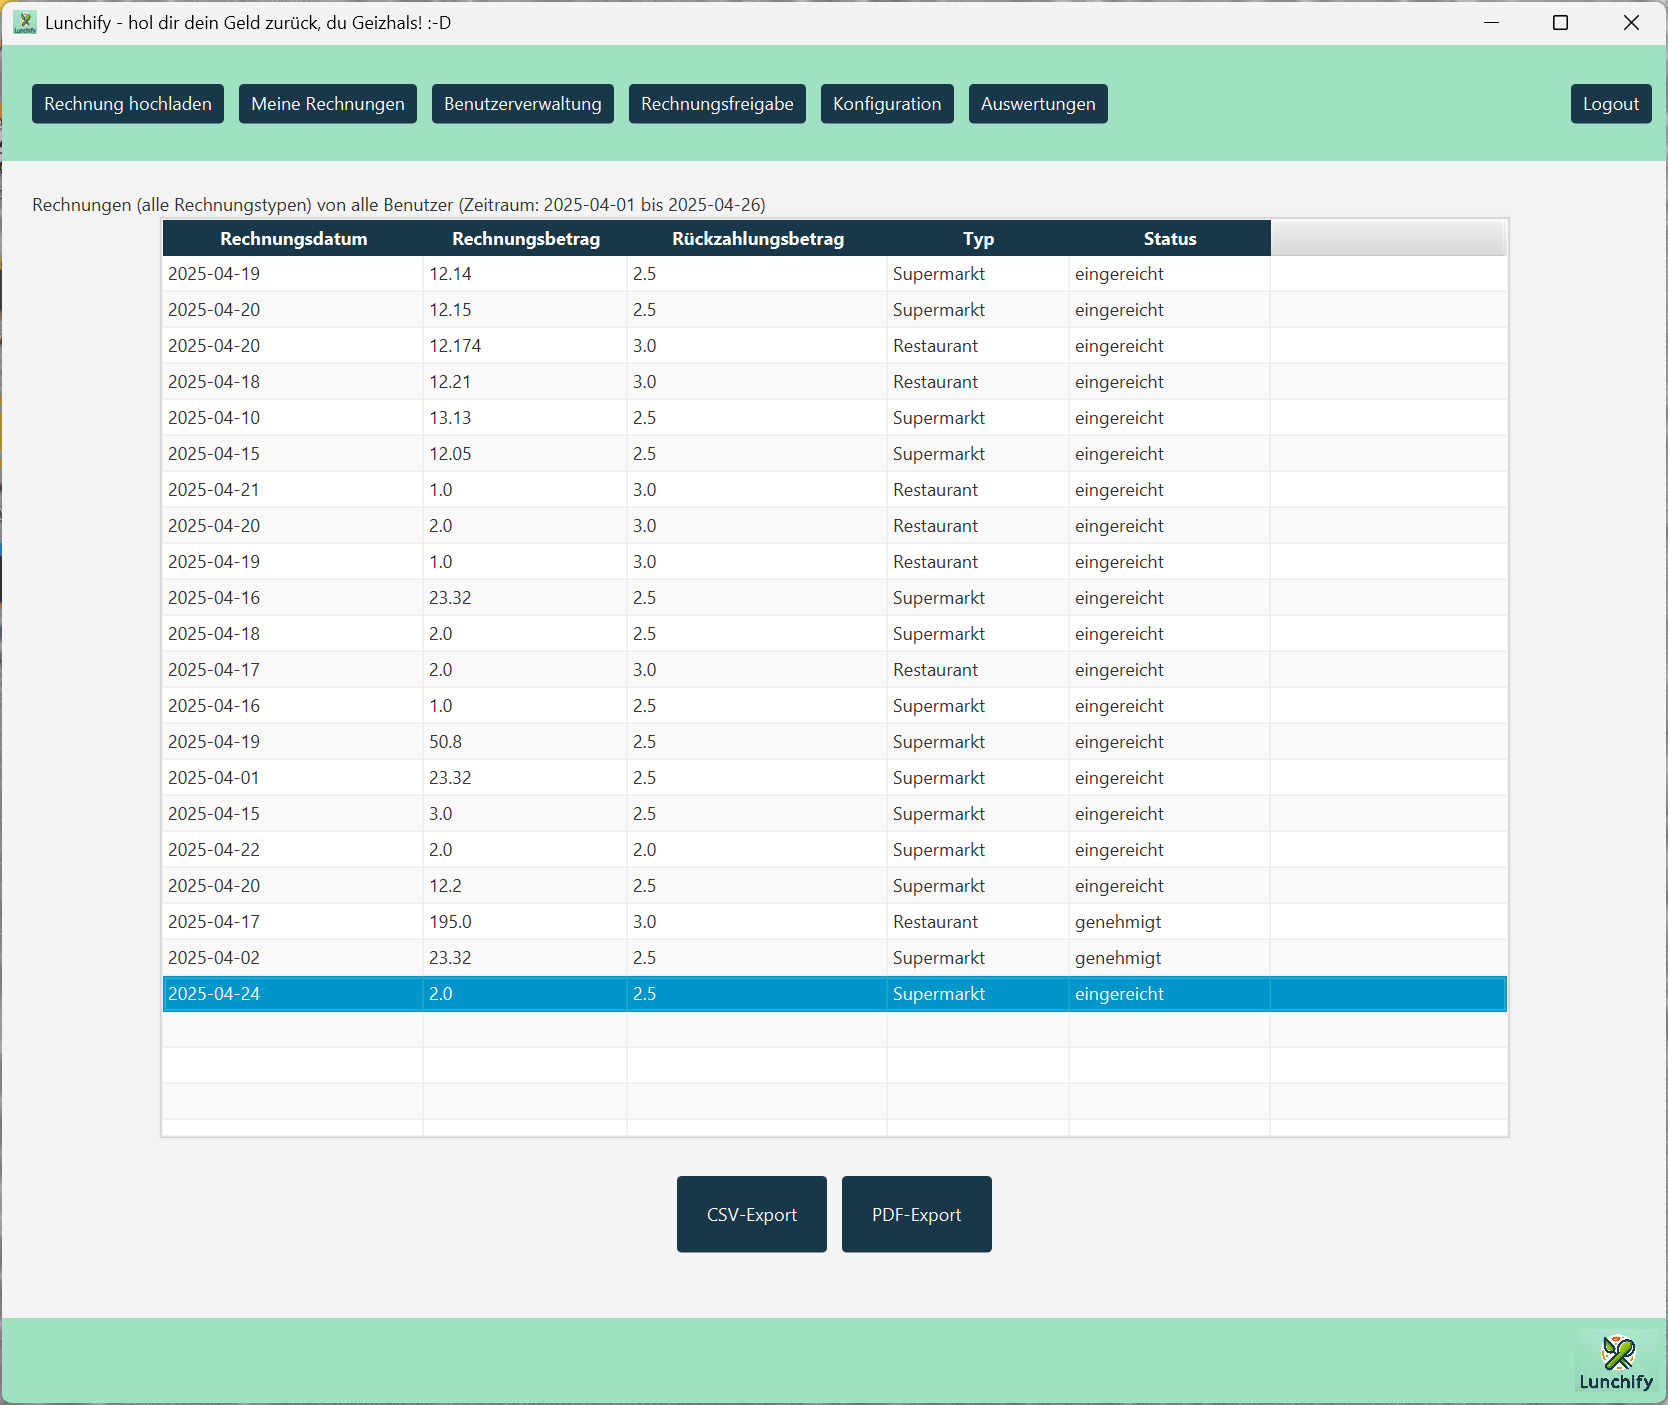 Lunchify - hol dir dein Geld zurück, du Geizhals! :-D
Rechnung hochladen Meine Rechnungen Benutzerverwaltung Rechnungsfreigabe Konfiguration Auswertungen Logout
Rechnungen (alle Rechnungstypen) von alle Benutzer (Zeitraum: 2025-04-01 bis 2025-04-26)
Rechnungsdatum Rechnungsbetrag Rückzahlungsbetrag Typ Status
2025-04-19 12.14 2.5 Supermarkt eingereicht
2025-04-20 12.15 2.5 Supermarkt eingereicht
2025-04-20 12.174 3.0 Restaurant eingereicht
2025-04-18 12.21 3.0 Restaurant eingereicht
2025-04-10 13.13 2.5 Supermarkt eingereicht
2025-04-15 12.05 2.5 Supermarkt eingereicht
2025-04-21 1.0 3.0 Restaurant eingereicht
2025-04-20 2.0 3.0 Restaurant eingereicht
2025-04-19 1.0 3.0 Restaurant eingereicht
2025-04-16 23.32 2.5 Supermarkt eingereicht
2025-04-18 2.0 2.5 Supermarkt eingereicht
2025-04-17 2.0 3.0 Restaurant eingereicht
2025-04-16 1.0 2.5 Supermarkt eingereicht
2025-04-19 50.8 2.5 Supermarkt eingereicht
2025-04-01 23.32 2.5 Supermarkt eingereicht
2025-04-15 3.0 2.5 Supermarkt eingereicht
2025-04-22 2.0 2.0 Supermarkt eingereicht
2025-04-20 12.2 2.5 Supermarkt eingereicht
2025-04-17 195.0 3.0 Restaurant genehmigt
2025-04-02 23.32 2.5 Supermarkt genehmigt
2025-04-24 2.0 2.5 Supermarkt eingereicht
CSV-Export PDF-Export
Lunchify